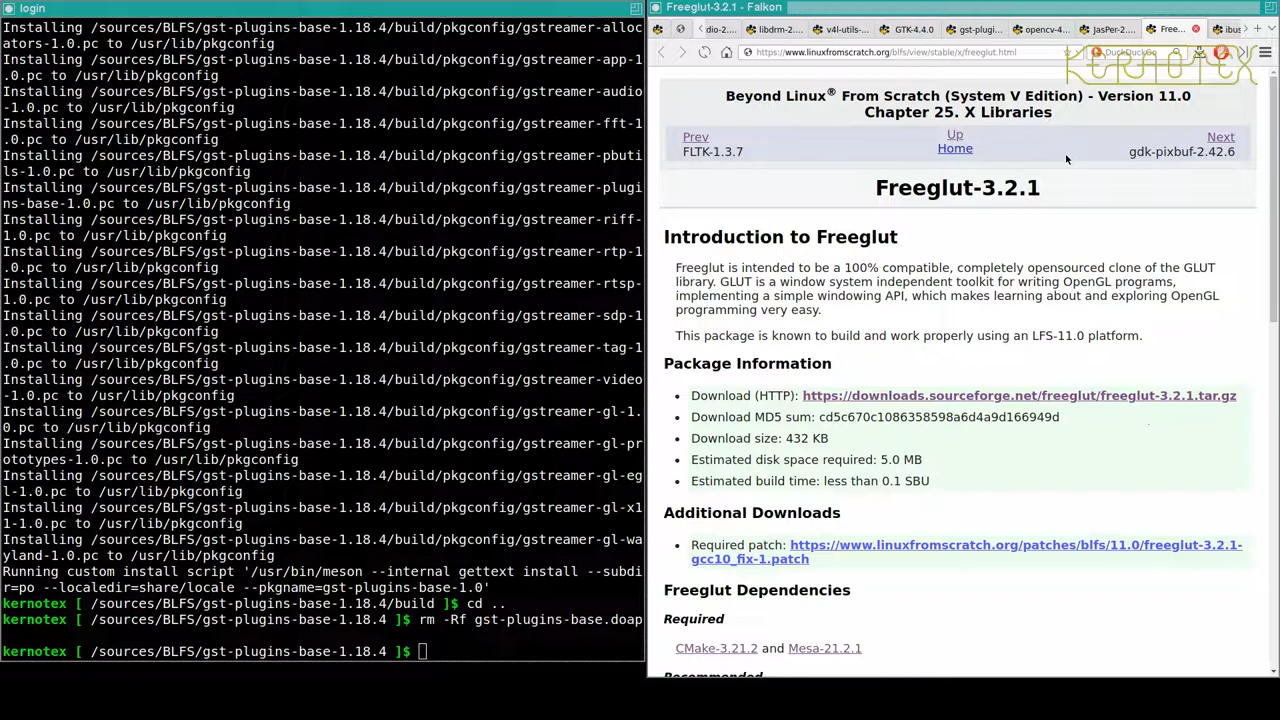 login
Installing /sources/BLFS/gst-plugins-base-1.18.4/build/pkgconfig/gstreamer-alloc
ators-1.0.pc to /usr/lib/pkgconfig
Installing /sources/BLFS/gst-plugins-base-1.18.4/build/pkgconfig/gstreamer-app-1
.0.pc to /usr/lib/pkgconfig
Installing /sources/BLFS/gst-plugins-base-1.18.4/build/pkgconfig/gstreamer-audio
-1.0.pc to /usr/lib/pkgconfig
Installing /sources/BLFS/gst-plugins-base-1.18.4/build/pkgconfig/gstreamer-fft-1
.0.pc to /usr/lib/pkgconfig
Installing /sources/BLFS/gst-plugins-base-1.18.4/build/pkgconfig/gstreamer-pbuti
ls-1.0.pc to /usr/lib/pkgconfig
Installing /sources/BLFS/gst-plugins-base-1.18.4/build/pkgconfig/gstreamer-plugi
ns-base-1.0.pc to /usr/lib/pkgconfig
Installing /sources/BLFS/gst-plugins-base-1.18.4/build/pkgconfig/gstreamer-riff-
1.0.pc to /usr/lib/pkgconfig
Installing /sources/BLFS/gst-plugins-base-1.18.4/build/pkgconfig/gstreamer-rtp-1
.0.pc to /usr/lib/pkgconfig
Installing /sources/BLFS/gst-plugins-base-1.18.4/build/pkgconfig/gstreamer-rtsp-
1.0.pc to /usr/lib/pkgconfig
Installing /sources/BLFS/gst-plugins-base-1.18.4/build/pkgconfig/gstreamer-sdp-1
.0.pc to /usr/lib/pkgconfig
Installing /sources/BLFS/gst-plugins-base-1.18.4/build/pkgconfig/gstreamer-tag-1
.0.pc to /usr/lib/pkgconfig
Installing /sources/BLFS/gst-plugins-base-1.18.4/build/pkgconfig/gstreamer-video
-1.0.pc to /usr/lib/pkgconfig
Installing /sources/BLFS/gst-plugins-base-1.18.4/build/pkgconfig/gstreamer-gl-1.
0.pc to /usr/lib/pkgconfig
Installing /sources/BLFS/gst-plugins-base-1.18.4/build/pkgconfig/gstreamer-gl-pr
ototypes-1.0.pc to /usr/lib/pkgconfig
Installing /sources/BLFS/gst-plugins-base-1.18.4/build/pkgconfig/gstreamer-gl-eg
l-1.0.pc to /usr/lib/pkgconfig
Installing /sources/BLFS/gst-plugins-base-1.18.4/build/pkgconfig/gstreamer-gl-x1
1-1.0.pc to /usr/lib/pkgconfig
Installing /sources/BLFS/gst-plugins-base-1.18.4/build/pkgconfig/gstreamer-gl-wa
yland-1.0.pc to /usr/lib/pkgconfig
Running custom install script '/usr/bin/meson --internal gettext install --subdi
r=po --localedir=share/locale --pkgname=gst-plugins-base-1.0'
kernotex [ /sources/BLFS/gst-plugins-base-1.18.4/build ]$ cd ..
kernotex [ /sources/BLFS/gst-plugins-base-1.18.4 ]$ rm -Rf gst-plugins-base.doap
kernotex [ /sources/BLFS/gst-plugins-base-1.18.4 ]$
Freeglut-3.2.1 - Falkon
dio-2.... libdrm-2... v4l-utils-... GTK-4.4.0 gst-plugi... opencv-4... JasPer-2.... Free... ibus
https://www.linuxfromscratch.org/blfs/view/stable/x/freeglut.html DuckDuckGo
KERNOTEX
Beyond Linux® From Scratch (System V Edition) - Version 11.0
Chapter 25. X Libraries
Prev Up Next
FLTK-1.3.7 Home gdk-pixbuf-2.42.6
Freeglut-3.2.1
Introduction to Freeglut
Freeglut is intended to be a 100% compatible, completely opensourced clone of the GLUT
library. GLUT is a window system independent toolkit for writing OpenGL programs,
implementing a simple windowing API, which makes learning about and exploring OpenGL
programming very easy.
This package is known to build and work properly using an LFS-11.0 platform.
Package Information
• Download (HTTP): https://downloads.sourceforge.net/freeglut/freeglut-3.2.1.tar.gz
• Download MD5 sum: cd5c670c1086358598a6d4a9d166949d
• Download size: 432 KB
• Estimated disk space required: 5.0 MB
• Estimated build time: less than 0.1 SBU
Additional Downloads
• Required patch: https://www.linuxfromscratch.org/patches/blfs/11.0/freeglut-3.2.1-
gcc10_fix-1.patch
Freeglut Dependencies
Required
CMake-3.21.2 and Mesa-21.2.1
Recommended